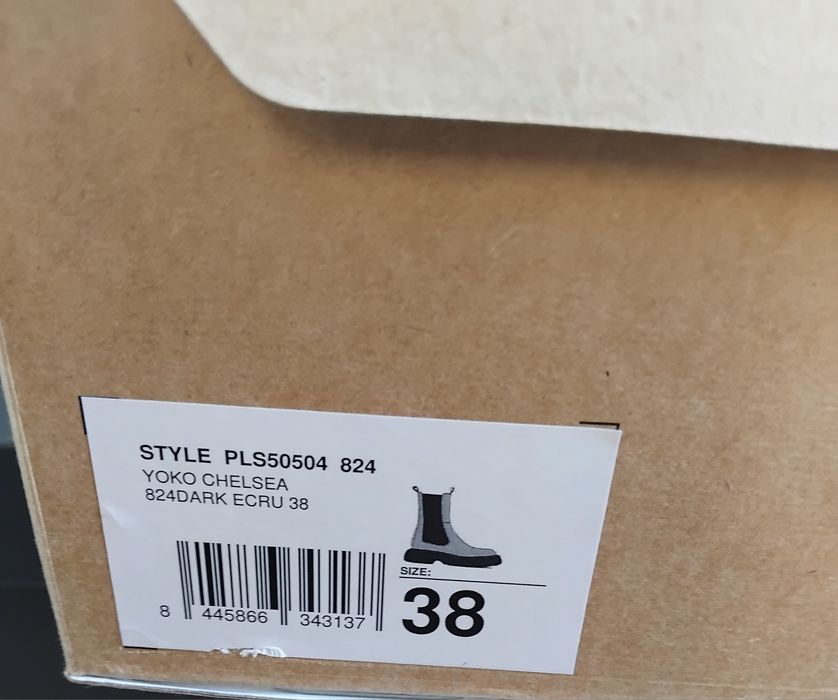 STYLE PLS50504 824
YOKO CHELSEA
824DARK ECRU 38
SIZE:
38
8 445866 343137